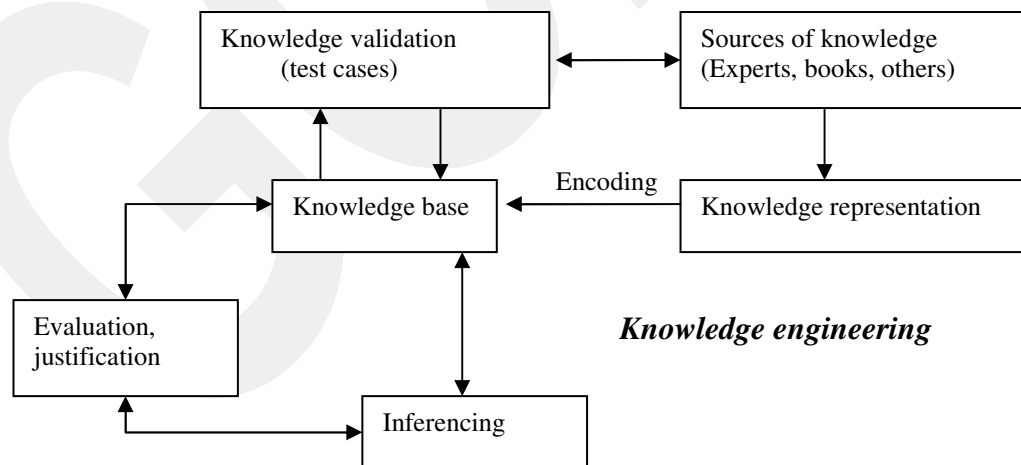 Knowledge validation
(test cases)
Sources of knowledge
(Experts, books, others)
Encoding
Knowledge base
Knowledge representation
Evaluation,
justification
Knowledge engineering
Inferencing